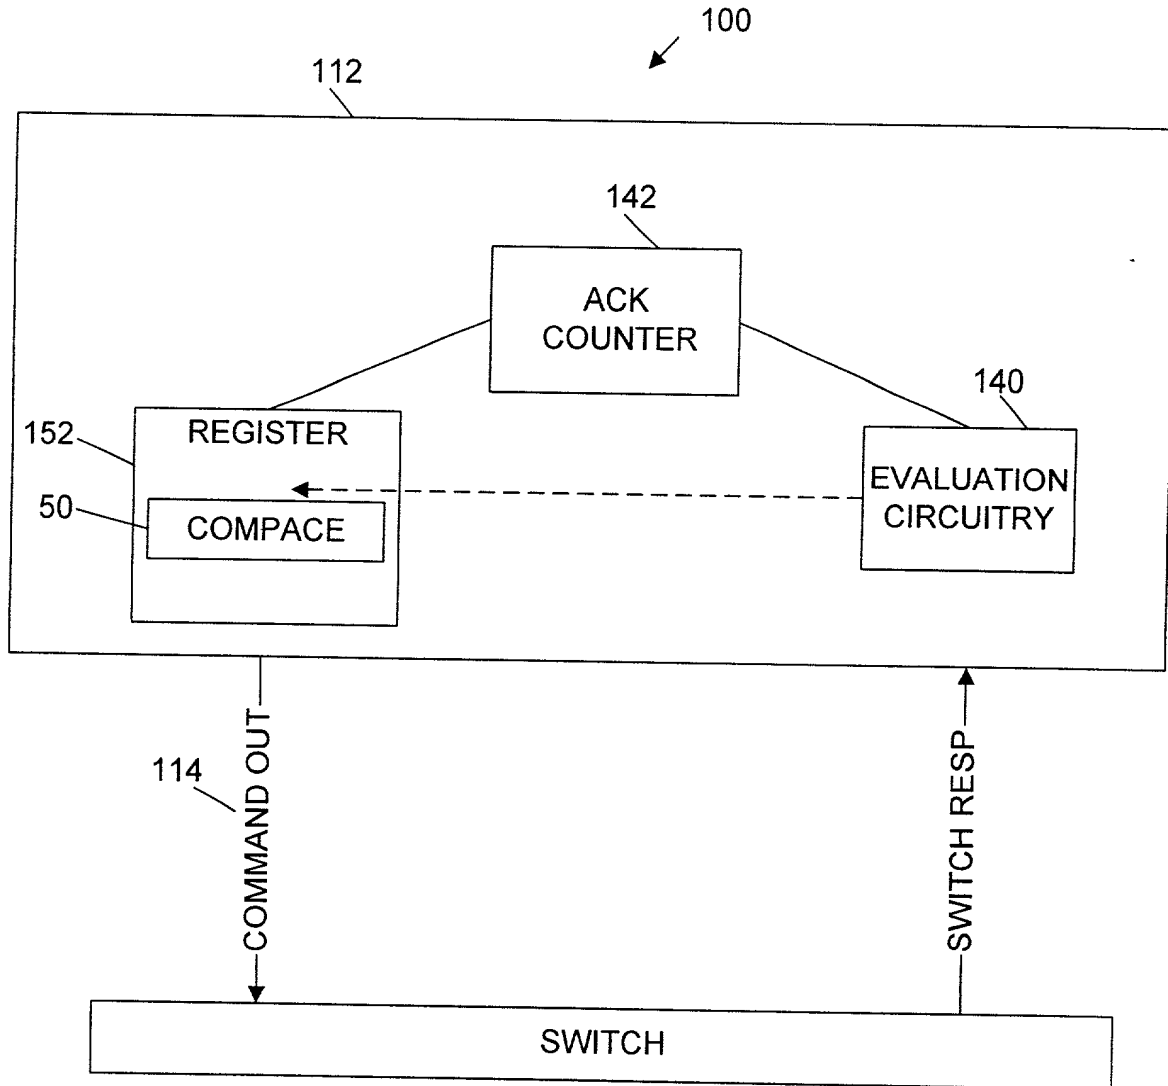 100
112
142
ACK
COUNTER
140
152
REGISTER
EVALUATION
CIRCUITRY
50
COMPACE
114
COMMAND OUT
SWITCH RESP
SWITCH